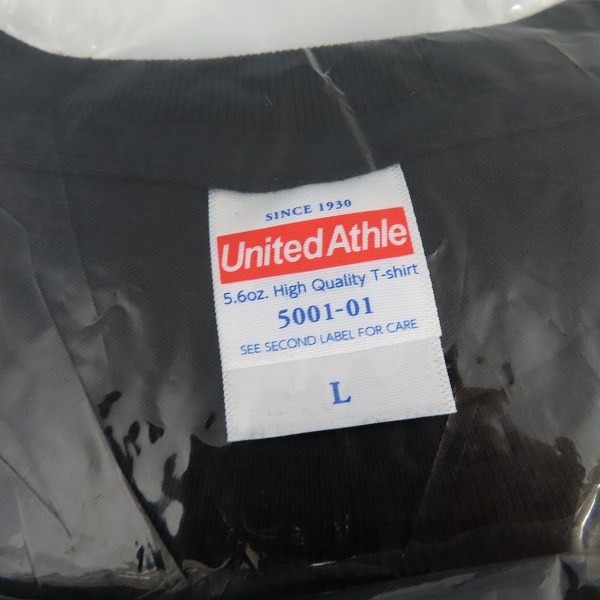 SINCE 1930
United Athle
5.6oz. High Quality T-shirt
5001-01
SEE SECOND LABEL FOR CARE
L